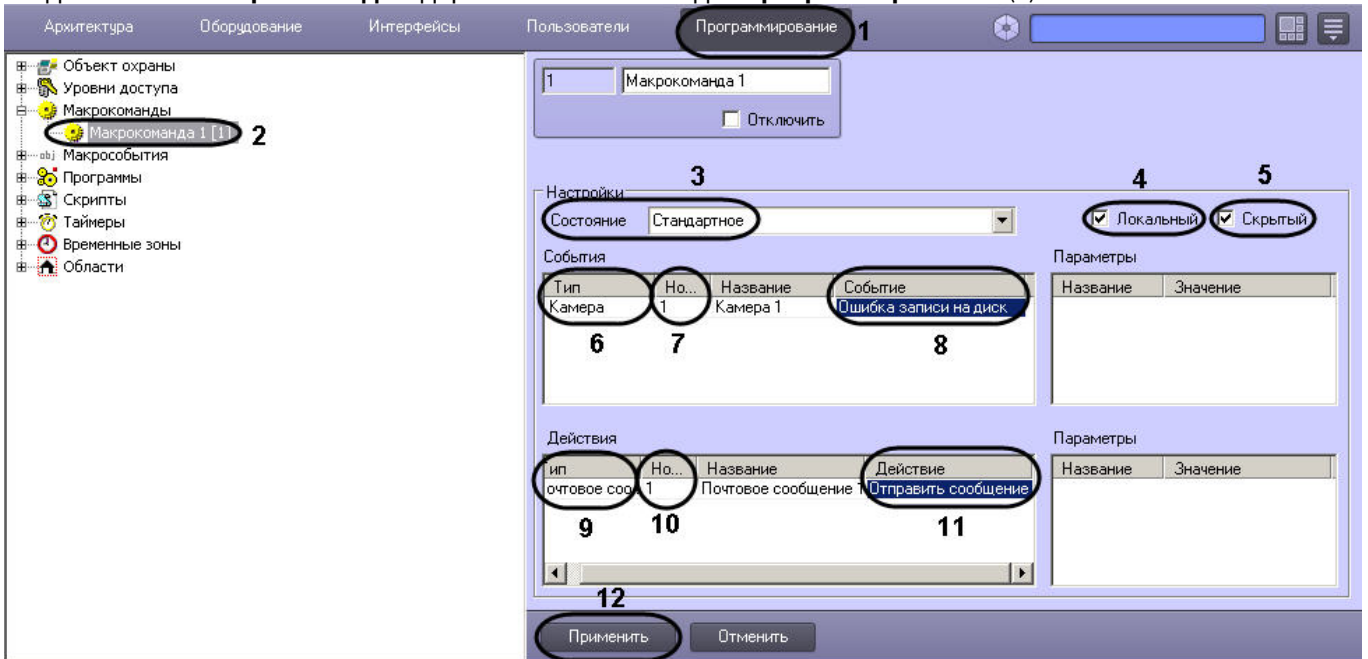 Архитектура Оборудование Интерфейсы Пользователи Программирование 1
Объект охраны
Уровни доступа
Макрокоманды
Макрокоманда 1 [1] 2
obj Макрособытия
Программы
Скрипты
Таймеры
Временные зоны
Области
1 Макрокоманда 1
Отключить
3 4 5
Настройки
Состояние Стандартное Локальный Скрытый
События Параметры
Тип Но... Название Событие Название Значение
Камера 1 Камера 1 Ошибка записи на диск
6 7 8
Действия Параметры
ип Но... Название Действие Название Значение
очтовое соо 1 Почтовое сообщение 1 Отправить сообщение
9 10 11
12
Применить Отменить